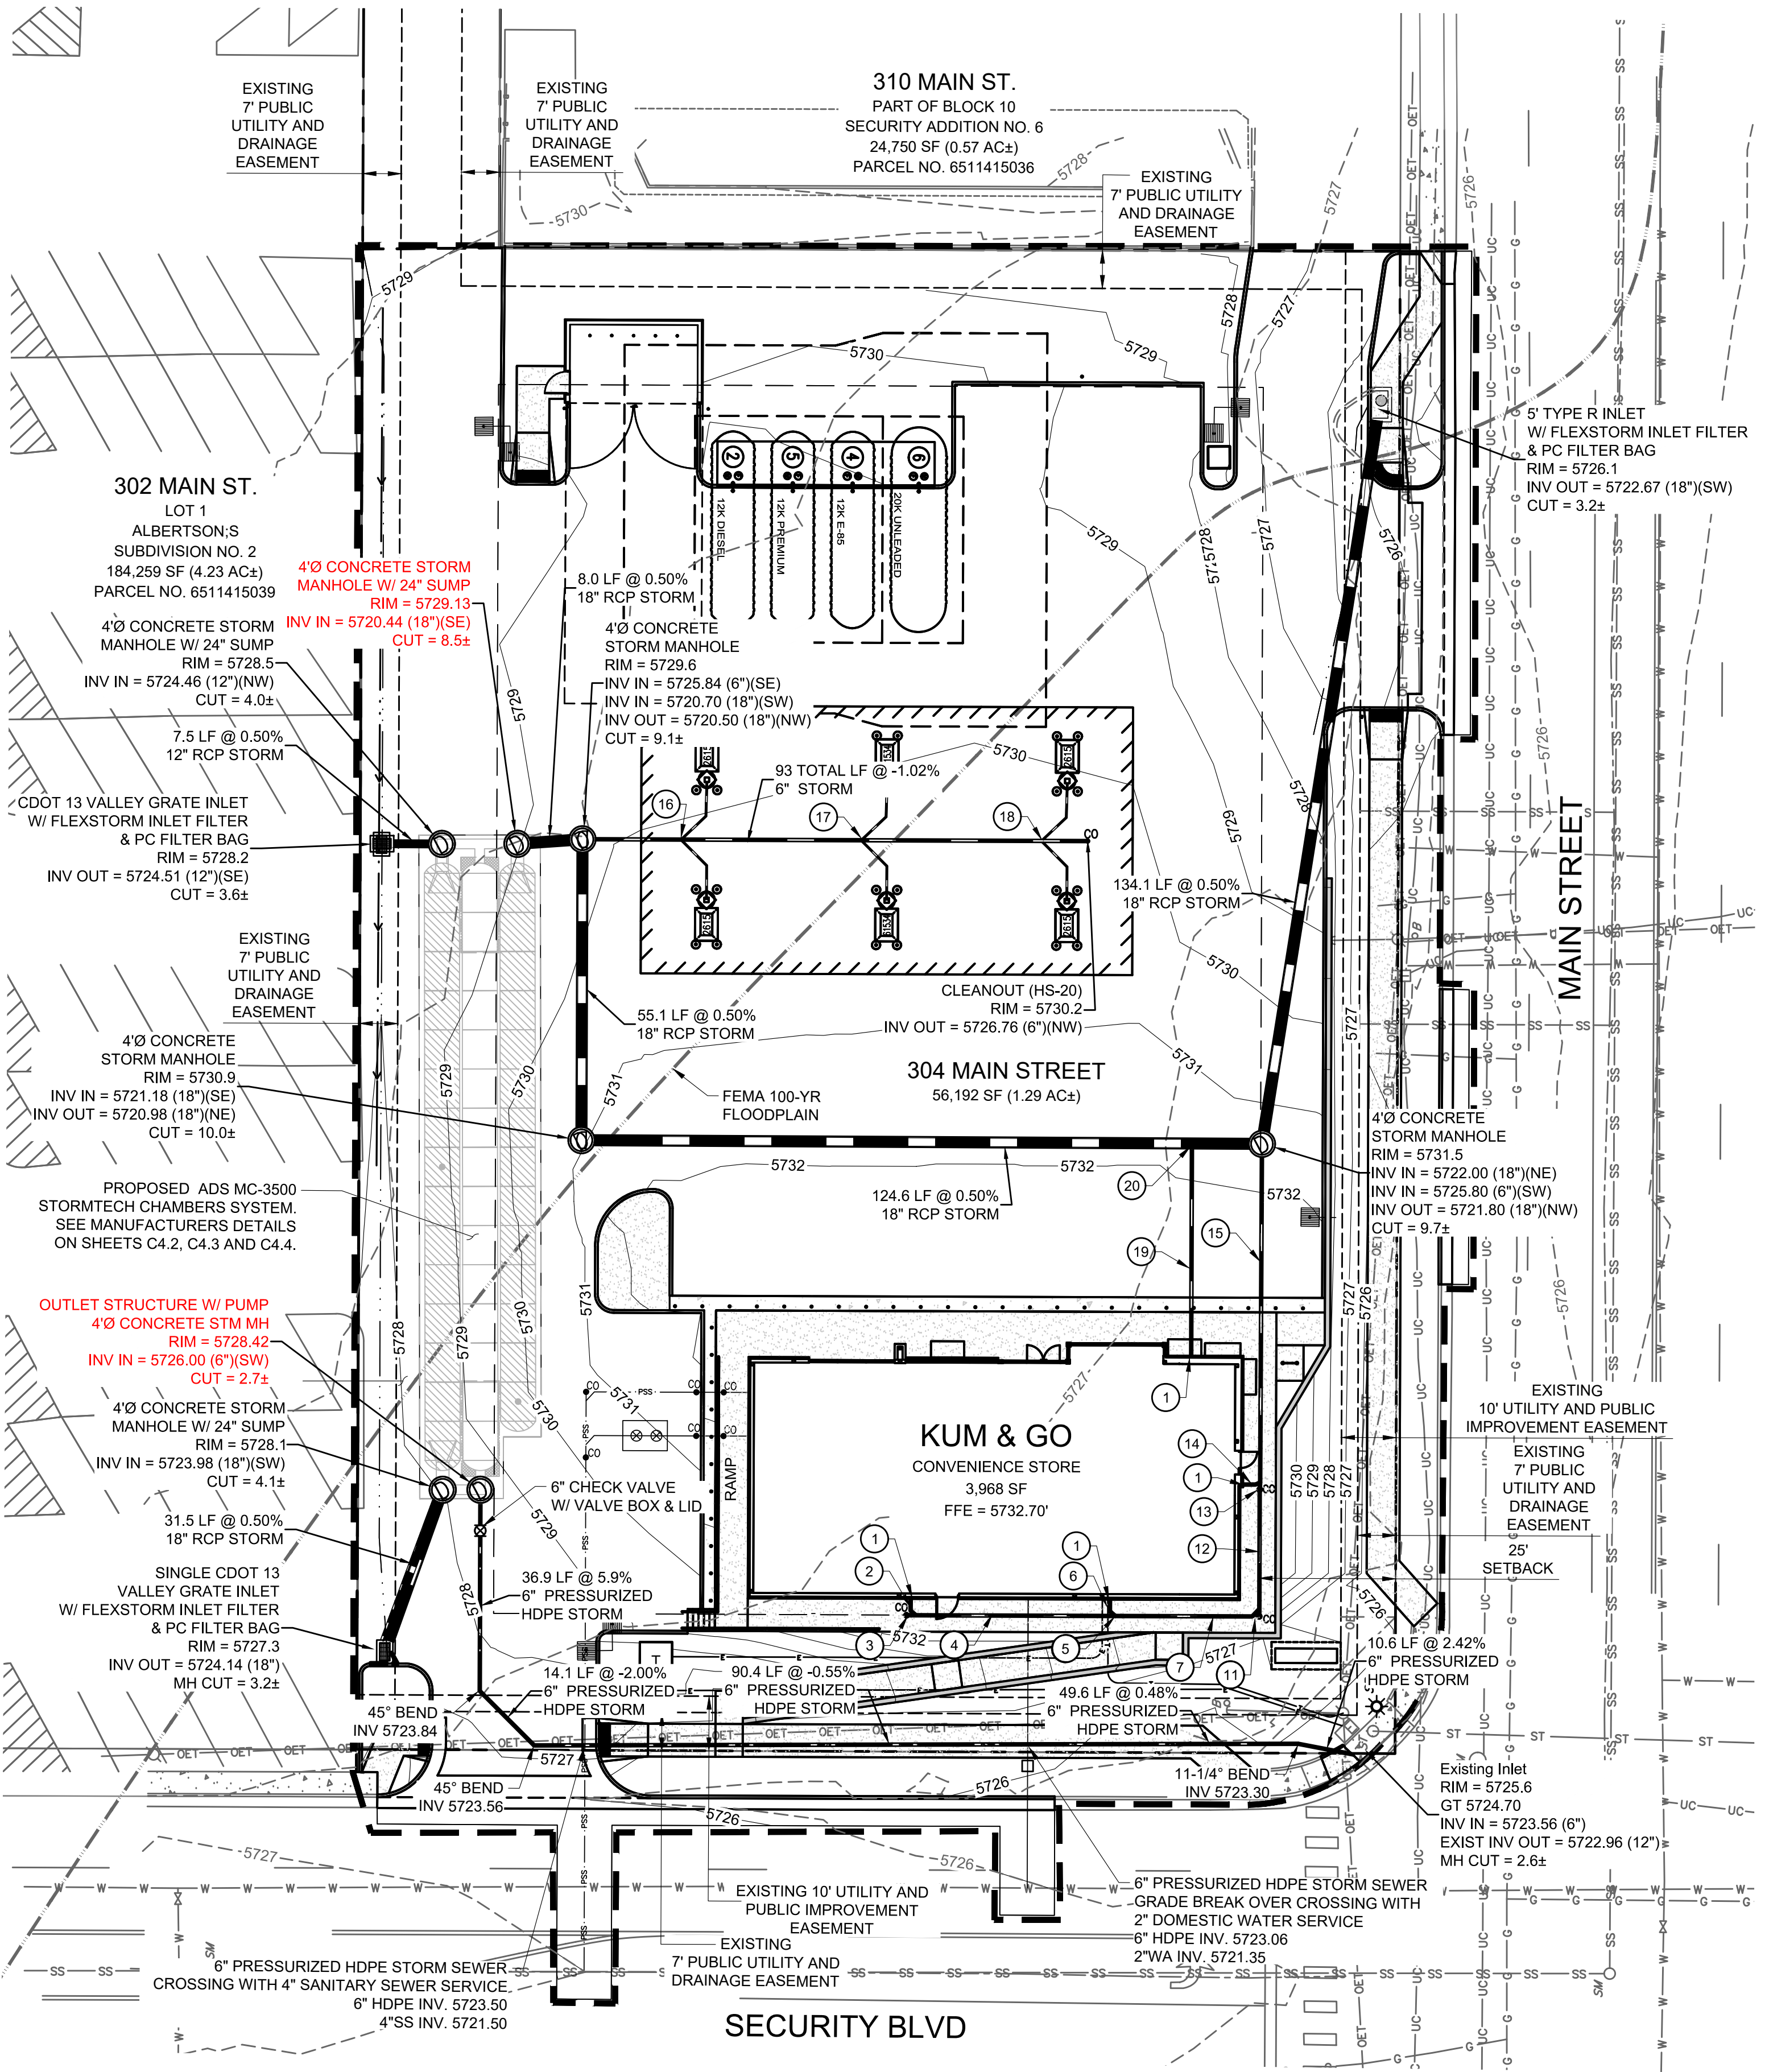 310 MAIN ST.
PART OF BLOCK 10
SECURITY ADDITION NO. 6
24,750 SF (0.57 AC±)
PARCEL NO. 6511415036
EXISTING
7' PUBLIC
UTILITY AND
DRAINAGE
EASEMENT
EXISTING
7' PUBLIC
UTILITY AND
DRAINAGE
EASEMENT
EXISTING
7' PUBLIC UTILITY
AND DRAINAGE
EASEMENT
5' TYPE R INLET
W/ FLEXSTORM INLET FILTER
& PC FILTER BAG
RIM = 5726.1
INV OUT = 5722.67 (18")(SW)
CUT = 3.2±
302 MAIN ST.
LOT 1
ALBERTSON;S
SUBDIVISION NO. 2
184,259 SF (4.23 AC±)
PARCEL NO. 6511415039
4'Ø CONCRETE STORM
MANHOLE W/ 24" SUMP
RIM = 5729.13
INV IN = 5720.44 (18")(SE)
CUT = 8.5±
8.0 LF @ 0.50%
18" RCP STORM
4'Ø CONCRETE STORM
MANHOLE W/ 24" SUMP
RIM = 5728.5
INV IN = 5724.46 (12")(NW)
CUT = 4.0±
4'Ø CONCRETE
STORM MANHOLE
RIM = 5729.6
INV IN = 5725.84 (6")(SE)
INV IN = 5720.70 (18")(SW)
INV OUT = 5720.50 (18")(NW)
CUT = 9.1±
2
5
4
6
12K DIESEL
12K PREMIUM
12K E-85
20K UNLEADED
7.5 LF @ 0.50%
12" RCP STORM
CDOT 13 VALLEY GRATE INLET
W/ FLEXSTORM INLET FILTER
& PC FILTER BAG
RIM = 5728.2
INV OUT = 5724.51 (12")(SE)
CUT = 3.6±
93 TOTAL LF @ -1.02%
6" STORM
16
17
18
CO
134.1 LF @ 0.50%
18" RCP STORM
MAIN STREET
EXISTING
7' PUBLIC
UTILITY AND
DRAINAGE
EASEMENT
55.1 LF @ 0.50%
18" RCP STORM
CLEANOUT (HS-20)
RIM = 5730.2
INV OUT = 5726.76 (6")(NW)
4'Ø CONCRETE
STORM MANHOLE
RIM = 5730.9
INV IN = 5721.18 (18")(SE)
INV OUT = 5720.98 (18")(NE)
CUT = 10.0±
304 MAIN STREET
56,192 SF (1.29 AC±)
FEMA 100-YR
FLOODPLAIN
4'Ø CONCRETE
STORM MANHOLE
RIM = 5731.5
INV IN = 5722.00 (18")(NE)
INV IN = 5725.80 (6")(SW)
INV OUT = 5721.80 (18")(NW)
CUT = 9.7±
PROPOSED ADS MC-3500
STORMTECH CHAMBERS SYSTEM.
SEE MANUFACTURERS DETAILS
ON SHEETS C4.2, C4.3 AND C4.4.
124.6 LF @ 0.50%
18" RCP STORM
20
19
15
OUTLET STRUCTURE W/ PUMP
4'Ø CONCRETE STM MH
RIM = 5728.42
INV IN = 5726.00 (6")(SW)
CUT = 2.7±
4'Ø CONCRETE STORM
MANHOLE W/ 24" SUMP
RIM = 5728.1
INV IN = 5723.98 (18")(SW)
CUT = 4.1±
31.5 LF @ 0.50%
18" RCP STORM
SINGLE CDOT 13
VALLEY GRATE INLET
W/ FLEXSTORM INLET FILTER
& PC FILTER BAG
RIM = 5727.3
INV OUT = 5724.14 (18")
MH CUT = 3.2±
6" CHECK VALVE
W/ VALVE BOX & LID
RAMP
KUM & GO
CONVENIENCE STORE
3,968 SF
FFE = 5732.70'
1
14
1
13
12
1
2
1
6
3
4
5
7
11
EXISTING
10' UTILITY AND PUBLIC
IMPROVEMENT EASEMENT
EXISTING
7' PUBLIC
UTILITY AND
DRAINAGE
EASEMENT
25'
SETBACK
36.9 LF @ 5.9%
6" PRESSURIZED
HDPE STORM
14.1 LF @ -2.00%
6" PRESSURIZED
HDPE STORM
90.4 LF @ -0.55%
6" PRESSURIZED
HDPE STORM
49.6 LF @ 0.48%
6" PRESSURIZED
HDPE STORM
10.6 LF @ 2.42%
6" PRESSURIZED
HDPE STORM
45° BEND
INV 5723.84
45° BEND
INV 5723.56
11-1/4° BEND
INV 5723.30
Existing Inlet
RIM = 5725.6
GT 5724.70
INV IN = 5723.56 (6")
EXIST INV OUT = 5722.96 (12")
MH CUT = 2.6±
EXISTING 10' UTILITY AND
PUBLIC IMPROVEMENT
EASEMENT
EXISTING
7' PUBLIC UTILITY AND
DRAINAGE EASEMENT
6" PRESSURIZED HDPE STORM SEWER
GRADE BREAK OVER CROSSING WITH
2" DOMESTIC WATER SERVICE
6" HDPE INV. 5723.06
2"WA INV. 5721.35
6" PRESSURIZED HDPE STORM SEWER
CROSSING WITH 4" SANITARY SEWER SERVICE
6" HDPE INV. 5723.50
4"SS INV. 5721.50
SECURITY BLVD